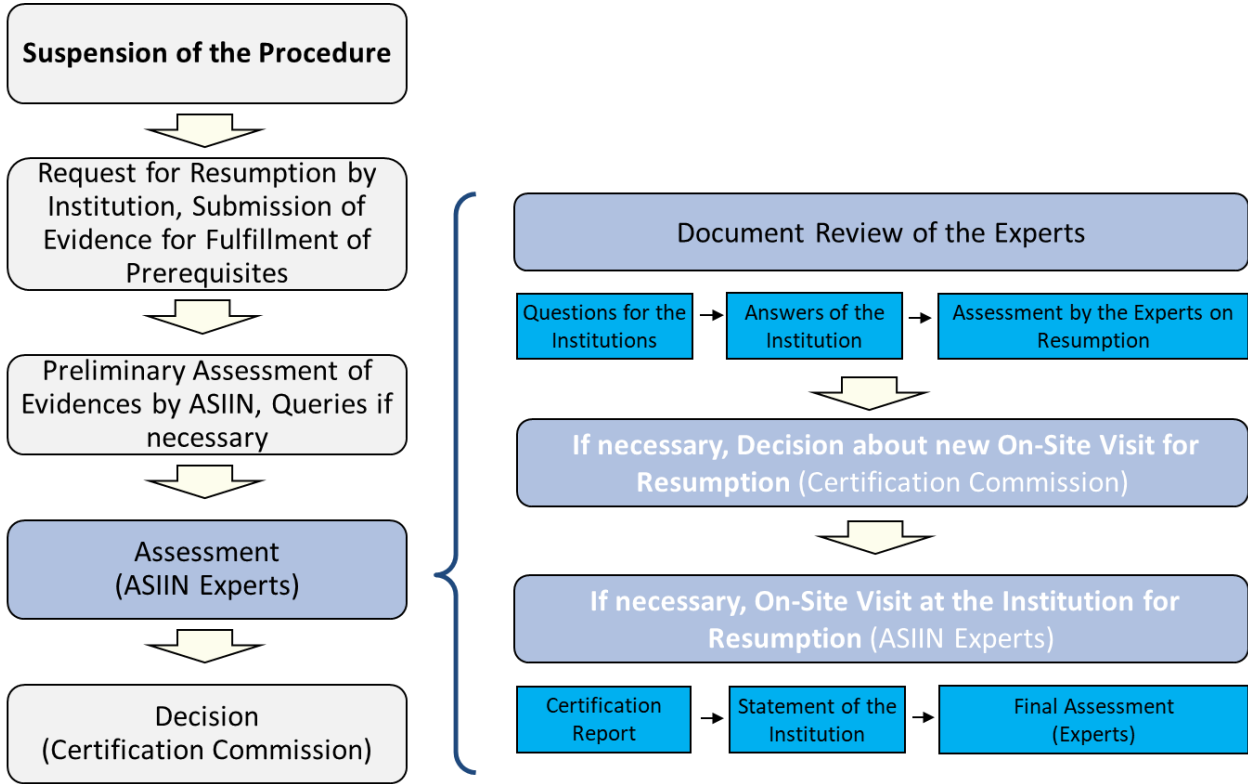 Suspension of the Procedure
Request for Resumption by
Institution, Submission of
Evidence for Fulfillment of
Prerequisites
Preliminary Assessment of
Evidences by ASIIN, Queries if
necessary
Assessment
(ASIIN Experts)
Decision
(Certification Commission)
Document Review of the Experts
Questions for the
Institutions
Answers of the
Institution
Assessment by the Experts on
Resumption
If necessary, Decision about new On-Site Visit for
Resumption (Certification Commission)
If necessary, On-Site Visit at the Institution for
Resumption (ASIIN Experts)
Certification
Report
Statement of the
Institution
Final Assessment
(Experts)